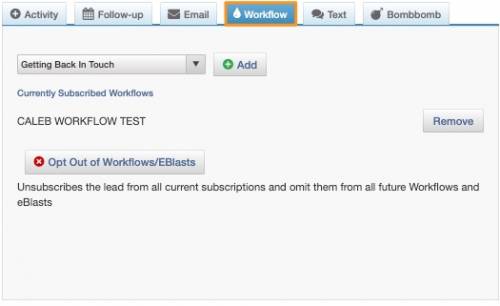 Activity Follow-up Email Workflow Text Bombbomb
Getting Back In Touch Add
Currently Subscribed Workflows
CALEB WORKFLOW TEST Remove
Opt Out of Workflows/EBlasts
Unsubscribes the lead from all current subscriptions and omit them from all future Workflows and
eBlasts